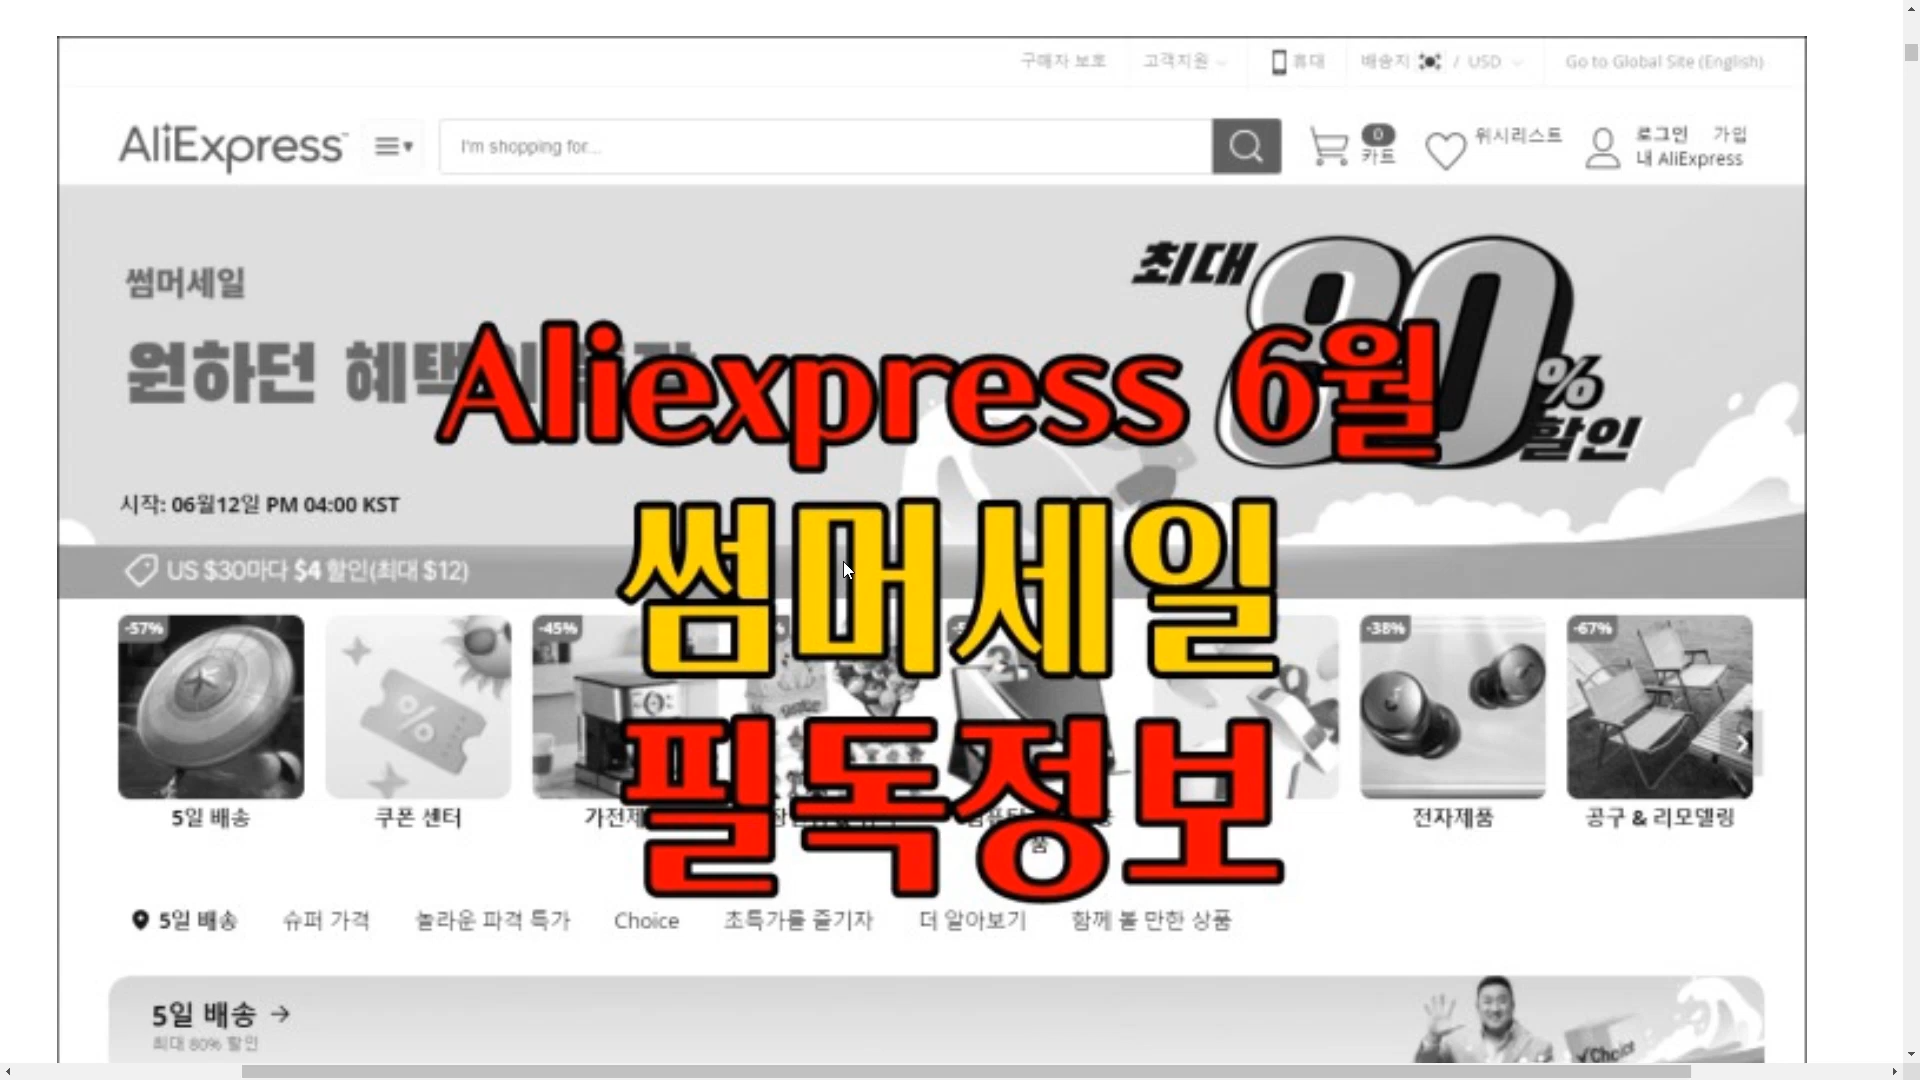 구매자 보호
고객지원
휴대
배송지 / USD
Go to Global Site (English)
AliExpress
I'm shopping for...
0
카트
위시리스트
로그인 가입
내 AliExpress
썸머세일
최대
80%
할인
원하던 혜택
Aliexpress 6월
썸머세일
필독정보
시작: 06월12일 PM 04:00 KST
US $30마다 $4 할인(최대 $12)
-57%
-45%
-38%
-67%
5일 배송
쿠폰 센터
가전제
전자제품
공구 & 리모델링
품
5일 배송
슈퍼 가격
놀라운 파격 특가
Choice
초특가를 즐기자
더 알아보기
함께 볼 만한 상품
5일 배송 →
최대 80% 할인
Choice